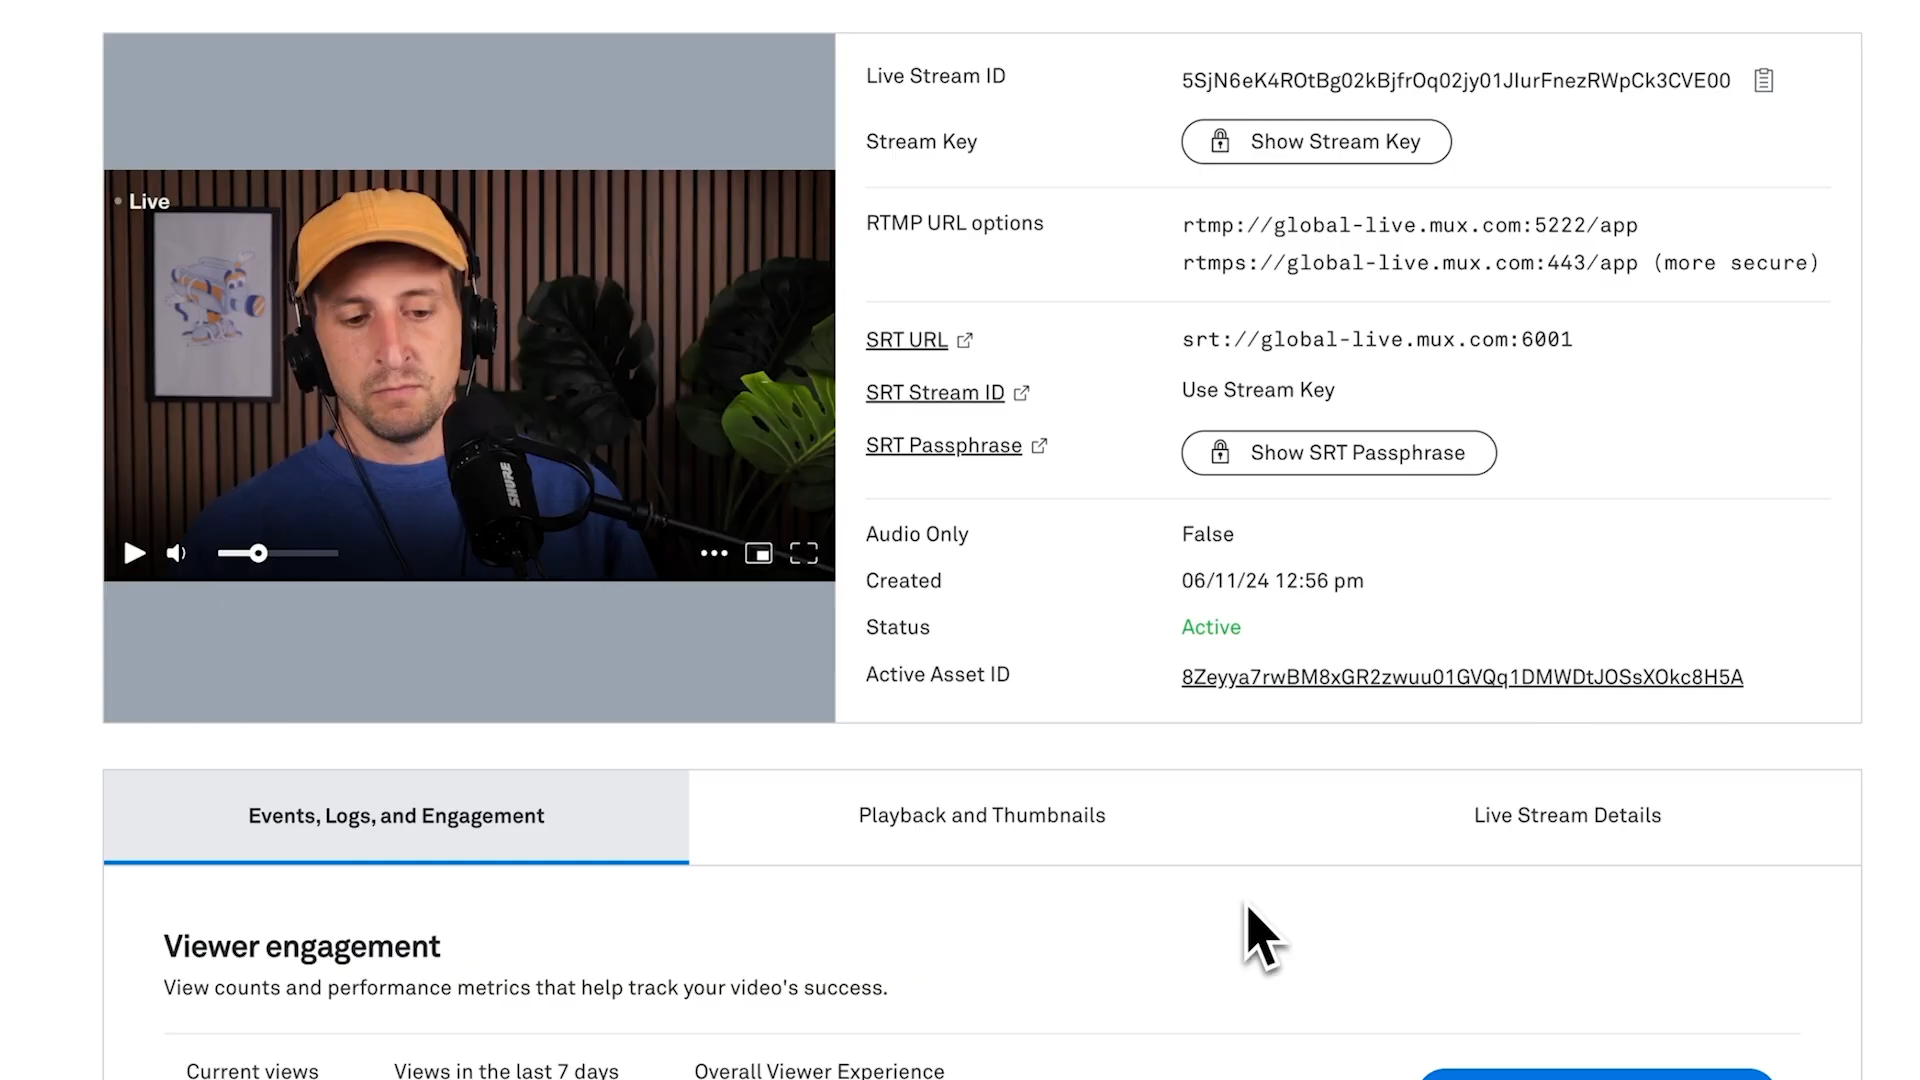 Live
SHURE
Live Stream ID
5SjN6eK4ROtBg02kBjfrOq02jy01JIurFnezRWpCk3CVE00
Stream Key
Show Stream Key
RTMP URL options
rtmp://global-live.mux.com:5222/app
rtmps://global-live.mux.com:443/app (more secure)
SRT URL
srt://global-live.mux.com:6001
SRT Stream ID
Use Stream Key
SRT Passphrase
Show SRT Passphrase
Audio Only
False
Created
06/11/24 12:56 pm
Status
Active
Active Asset ID
8Zeyya7rwBM8xGR2zwuu01GVQq1DMWDtJOSsXOkc8H5A
Events, Logs, and Engagement
Playback and Thumbnails
Live Stream Details
Viewer engagement
View counts and performance metrics that help track your video's success.
Current views
Views in the last 7 days
Overall Viewer Experience